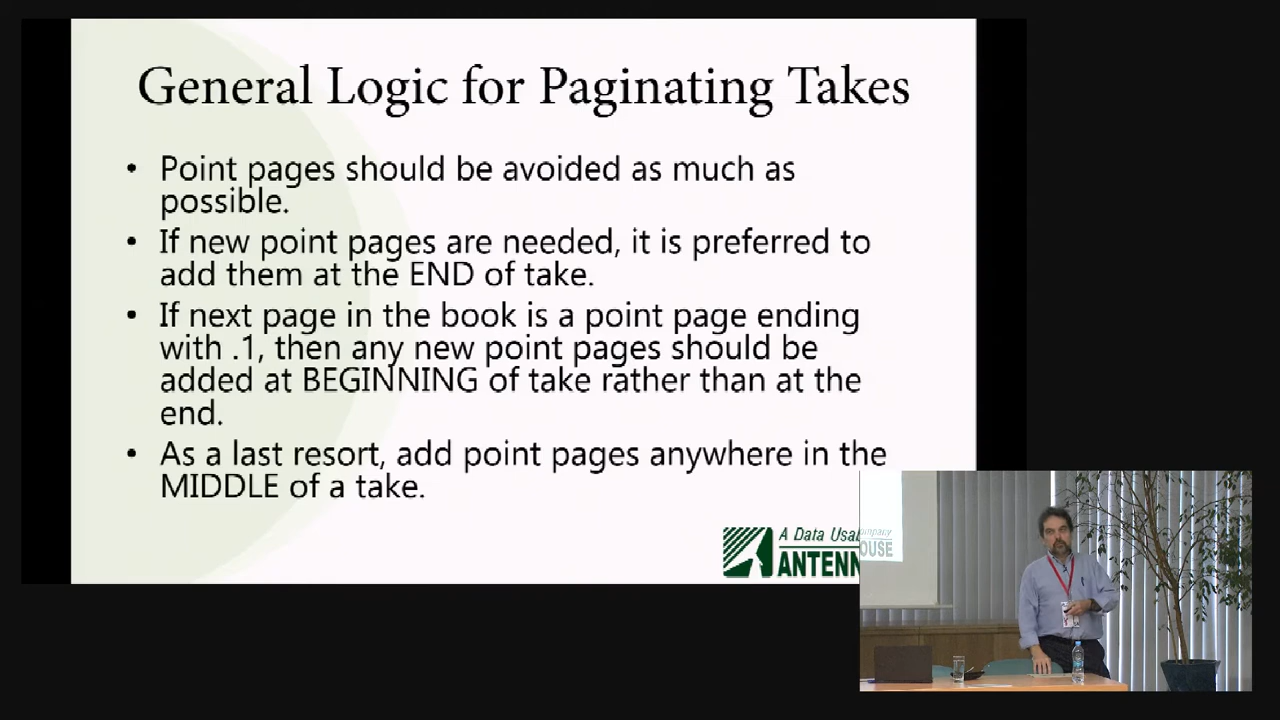 General Logic for Paginating Takes
• Point pages should be avoided as much as
possible.
• If new point pages are needed, it is preferred to
add them at the END of take.
• If next page in the book is a point page ending
with .1, then any new point pages should be
added at BEGINNING of take rather than at the
end.
• As a last resort, add point pages anywhere in the
MIDDLE of a take.
A Data Usab
ANTENN
ompany
OUSE